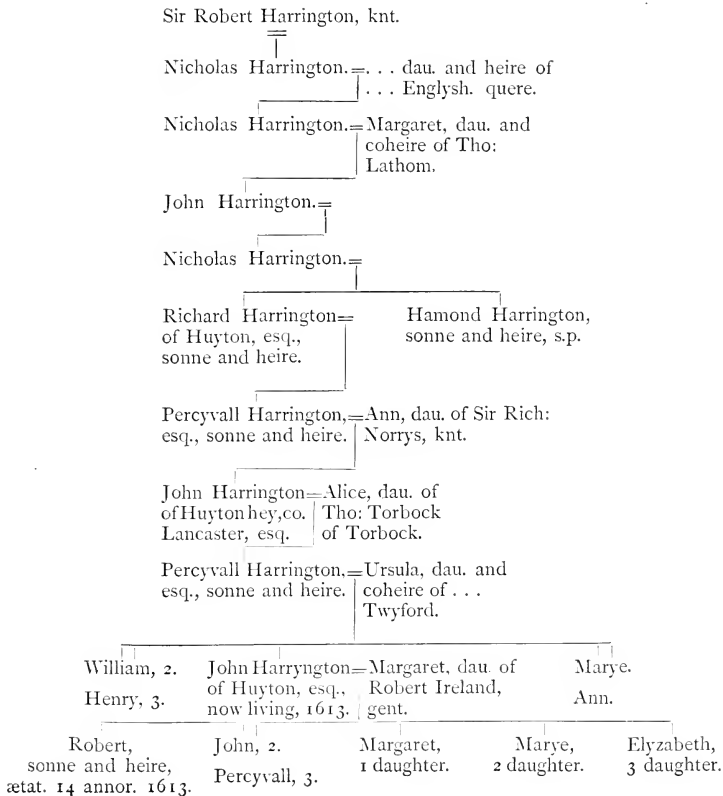 Sir Robert Harrington, knt.
Nicholas Harrington.=. . . dau. and heire of
. . . Englysh. quere.
Nicholas Harrington.=Margaret, dau. and
coheire of Tho:
Lathom.
John Harrington.=
Nicholas Harrington.=
Richard Harrington=
of Huyton, esq.,
sonne and heire.
Hamond Harrington,
sonne and heire, s.p.
Percyvall Harrington,=Ann, dau. of Sir Rich:
esq., sonne and heire. Norrys, knt.
John Harrington=Alice, dau. of
of Huyton hey, co. Tho: Torbock
Lancaster, esq. of Torbock.
Percyvall Harrington,=Ursula, dau. and
esq., sonne and heire. coheire of . . .
Twyford.
William, 2.
Henry, 3.
John Harryngton=Margaret, dau. of
of Huyton, esq., Robert Ireland,
now living, 1613. gent.
Marye.
Ann.
Robert,
sonne and heire,
ætat. 14 annor. 1613.
John, 2.
Percyvall, 3.
Margaret,
1 daughter.
Marye,
2 daughter.
Elyzabeth,
3 daughter.